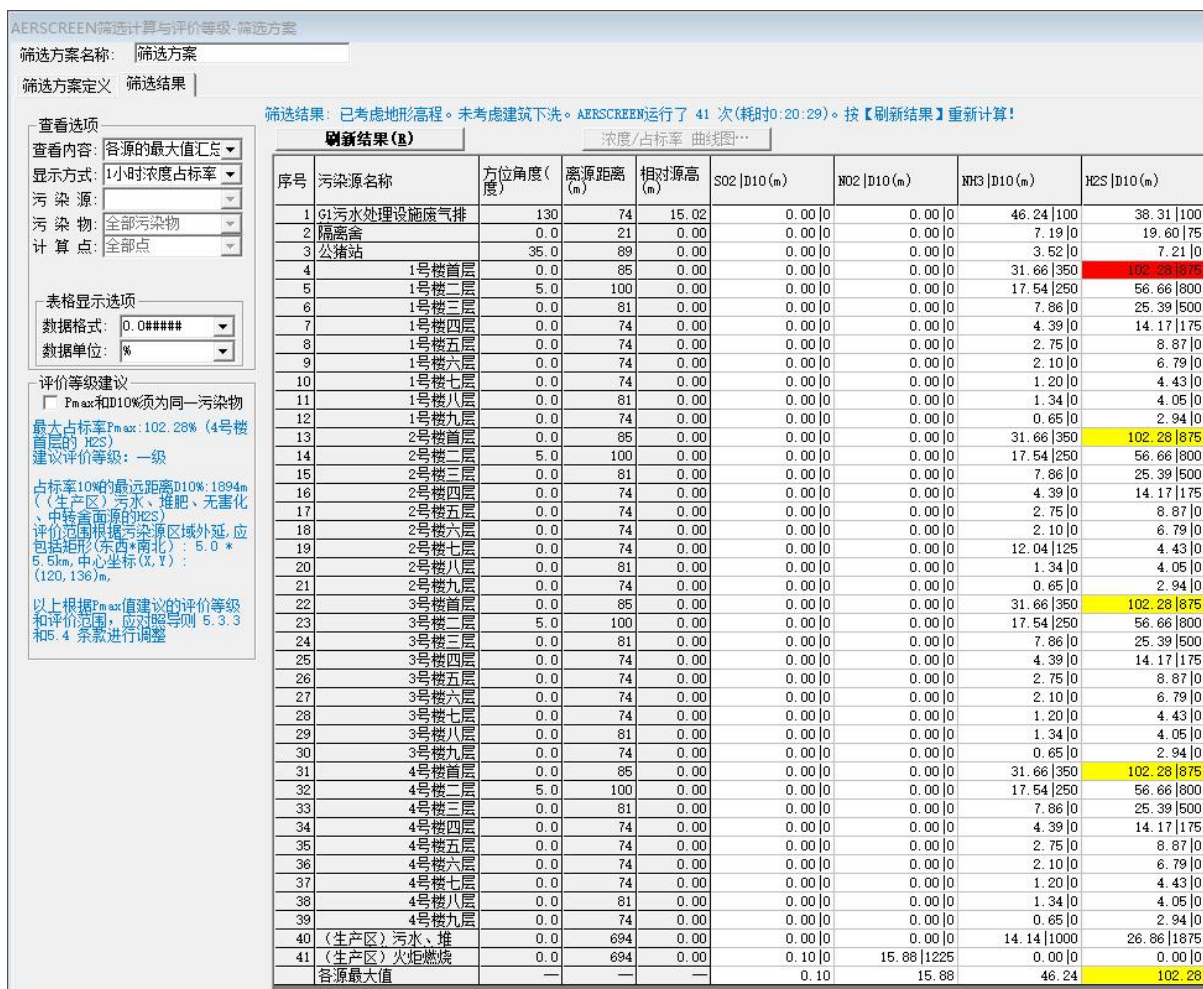 AERSCREEN筛选计算与评价等级-筛选方案
筛选方案名称: 筛选方案
筛选方案定义 筛选结果
筛选结果: 已考虑地形高程。未考虑建筑下洗。AERSCREEN运行了 41 次(耗时0:20:29)。按【刷新结果】重新计算!
刷新结果(R) 浓度/占标率 曲线图…
查看选项
查看内容: 各源的最大值汇总
显示方式: 1小时浓度占标率
污 染 源:
污 染 物: 全部污染物
计 算 点: 全部点
表格显示选项
数据格式: 0.0#####
数据单位: %
评价等级建议
Pmax和D10%须为同一污染物
最大占标率Pmax:102.28% (4号楼
首层的 H2S)
建议评价等级: 一级
占标率10%的最远距离D10%:1894m
((生产区)污水、堆肥、无害化
、中转舍面源的H2S)
评价范围根据污染源区域外延,应
包括矩形(东西*南北): 5.0 *
5.5km,中心坐标(X,Y):
(120,136)m,
以上根据Pmax值建议的评价等级
和评价范围,应对照导则 5.3.3
和5.4 条款进行调整
序号 污染源名称 方位角度(度) 离源距离(m) 相对源高(m) SO2|D10(m) NO2|D10(m) NH3|D10(m) H2S|D10(m)
1 G1污水处理设施废气排 130 74 15.02 0.00|0 0.00|0 46.24|100 38.31|100
2 隔离舍 0.0 21 0.00 0.00|0 0.00|0 7.19|0 19.60|75
3 公猪站 35.0 89 0.00 0.00|0 0.00|0 3.52|0 7.21|0
4 1号楼首层 0.0 85 0.00 0.00|0 0.00|0 31.66|350 102.28|875
5 1号楼二层 5.0 100 0.00 0.00|0 0.00|0 17.54|250 56.66|800
6 1号楼三层 0.0 81 0.00 0.00|0 0.00|0 7.86|0 25.39|500
7 1号楼四层 0.0 74 0.00 0.00|0 0.00|0 4.39|0 14.17|175
8 1号楼五层 0.0 74 0.00 0.00|0 0.00|0 2.75|0 8.87|0
9 1号楼六层 0.0 74 0.00 0.00|0 0.00|0 2.10|0 6.79|0
10 1号楼七层 0.0 74 0.00 0.00|0 0.00|0 1.20|0 4.43|0
11 1号楼八层 0.0 81 0.00 0.00|0 0.00|0 1.34|0 4.05|0
12 1号楼九层 0.0 74 0.00 0.00|0 0.00|0 0.65|0 2.94|0
13 2号楼首层 0.0 85 0.00 0.00|0 0.00|0 31.66|350 102.28|875
14 2号楼二层 5.0 100 0.00 0.00|0 0.00|0 17.54|250 56.66|800
15 2号楼三层 0.0 81 0.00 0.00|0 0.00|0 7.86|0 25.39|500
16 2号楼四层 0.0 74 0.00 0.00|0 0.00|0 4.39|0 14.17|175
17 2号楼五层 0.0 74 0.00 0.00|0 0.00|0 2.75|0 8.87|0
18 2号楼六层 0.0 74 0.00 0.00|0 0.00|0 2.10|0 6.79|0
19 2号楼七层 0.0 74 0.00 0.00|0 0.00|0 12.04|125 4.43|0
20 2号楼八层 0.0 81 0.00 0.00|0 0.00|0 1.34|0 4.05|0
21 2号楼九层 0.0 74 0.00 0.00|0 0.00|0 0.65|0 2.94|0
22 3号楼首层 0.0 85 0.00 0.00|0 0.00|0 31.66|350 102.28|875
23 3号楼二层 5.0 100 0.00 0.00|0 0.00|0 17.54|250 56.66|800
24 3号楼三层 0.0 81 0.00 0.00|0 0.00|0 7.86|0 25.39|500
25 3号楼四层 0.0 74 0.00 0.00|0 0.00|0 4.39|0 14.17|175
26 3号楼五层 0.0 74 0.00 0.00|0 0.00|0 2.75|0 8.87|0
27 3号楼六层 0.0 74 0.00 0.00|0 0.00|0 2.10|0 6.79|0
28 3号楼七层 0.0 74 0.00 0.00|0 0.00|0 1.20|0 4.43|0
29 3号楼八层 0.0 81 0.00 0.00|0 0.00|0 1.34|0 4.05|0
30 3号楼九层 0.0 74 0.00 0.00|0 0.00|0 0.65|0 2.94|0
31 4号楼首层 0.0 85 0.00 0.00|0 0.00|0 31.66|350 102.28|875
32 4号楼二层 5.0 100 0.00 0.00|0 0.00|0 17.54|250 56.66|800
33 4号楼三层 0.0 81 0.00 0.00|0 0.00|0 7.86|0 25.39|500
34 4号楼四层 0.0 74 0.00 0.00|0 0.00|0 4.39|0 14.17|175
35 4号楼五层 0.0 74 0.00 0.00|0 0.00|0 2.75|0 8.87|0
36 4号楼六层 0.0 74 0.00 0.00|0 0.00|0 2.10|0 6.79|0
37 4号楼七层 0.0 74 0.00 0.00|0 0.00|0 1.20|0 4.43|0
38 4号楼八层 0.0 81 0.00 0.00|0 0.00|0 1.34|0 4.05|0
39 4号楼九层 0.0 74 0.00 0.00|0 0.00|0 0.65|0 2.94|0
40 (生产区)污水、堆 0.0 694 0.00 0.00|0 0.00|0 14.14|1000 26.86|1875
41 (生产区)火炬燃烧 0.0 694 0.00 0.10|0 15.88|1225 0.00|0 0.00|0
各源最大值 — — — 0.10 15.88 46.24 102.28